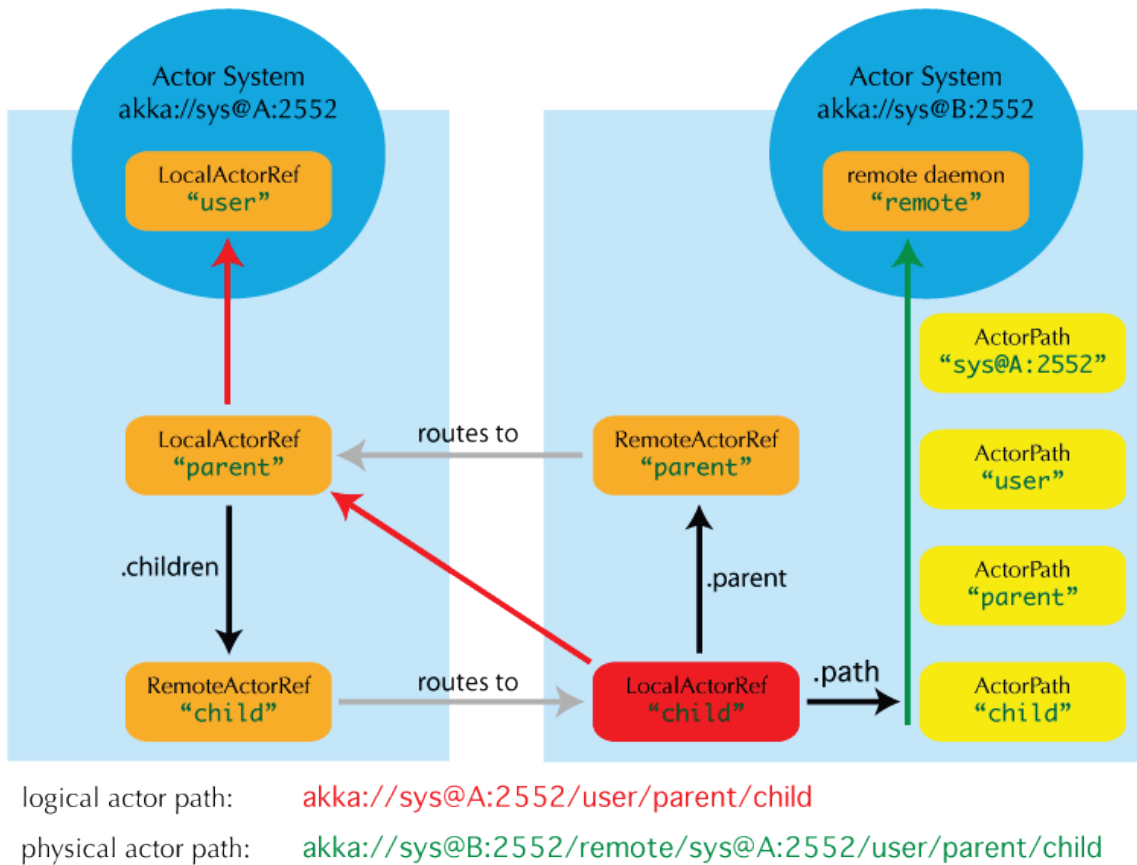 Actor System
akka://sys@A:2552
LocalActorRef
“user”
LocalActorRef
“parent”
.children
RemoteActorRef
“child”
routes to
routes to
Actor System
akka://sys@B:2552
remote daemon
“remote”
RemoteActorRef
“parent”
.parent
LocalActorRef
“child”
.path
ActorPath
“sys@A:2552”
ActorPath
“user”
ActorPath
“parent”
ActorPath
“child”
logical actor path: akka://sys@A:2552/user/parent/child
physical actor path: akka://sys@B:2552/remote/sys@A:2552/user/parent/child